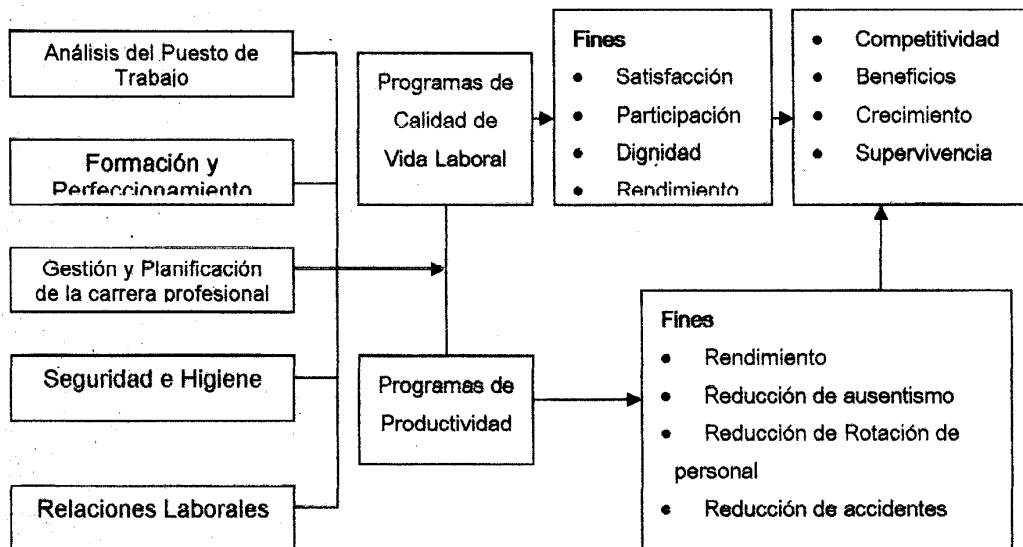 Análisis del Puesto de
Trabajo
Formación y
Perfeccionamiento
Gestión y Planificación
de la carrera profesional
Seguridad e Higiene
Relaciones Laborales
Programas de
Calidad de
Vida Laboral
Programas de
Productividad
Fines
• Satisfacción
• Participación
• Dignidad
• Rendimiento
• Competitividad
• Beneficios
• Crecimiento
• Supervivencia
Fines
• Rendimiento
• Reducción de ausentismo
• Reducción de Rotación de
personal
• Reducción de accidentes